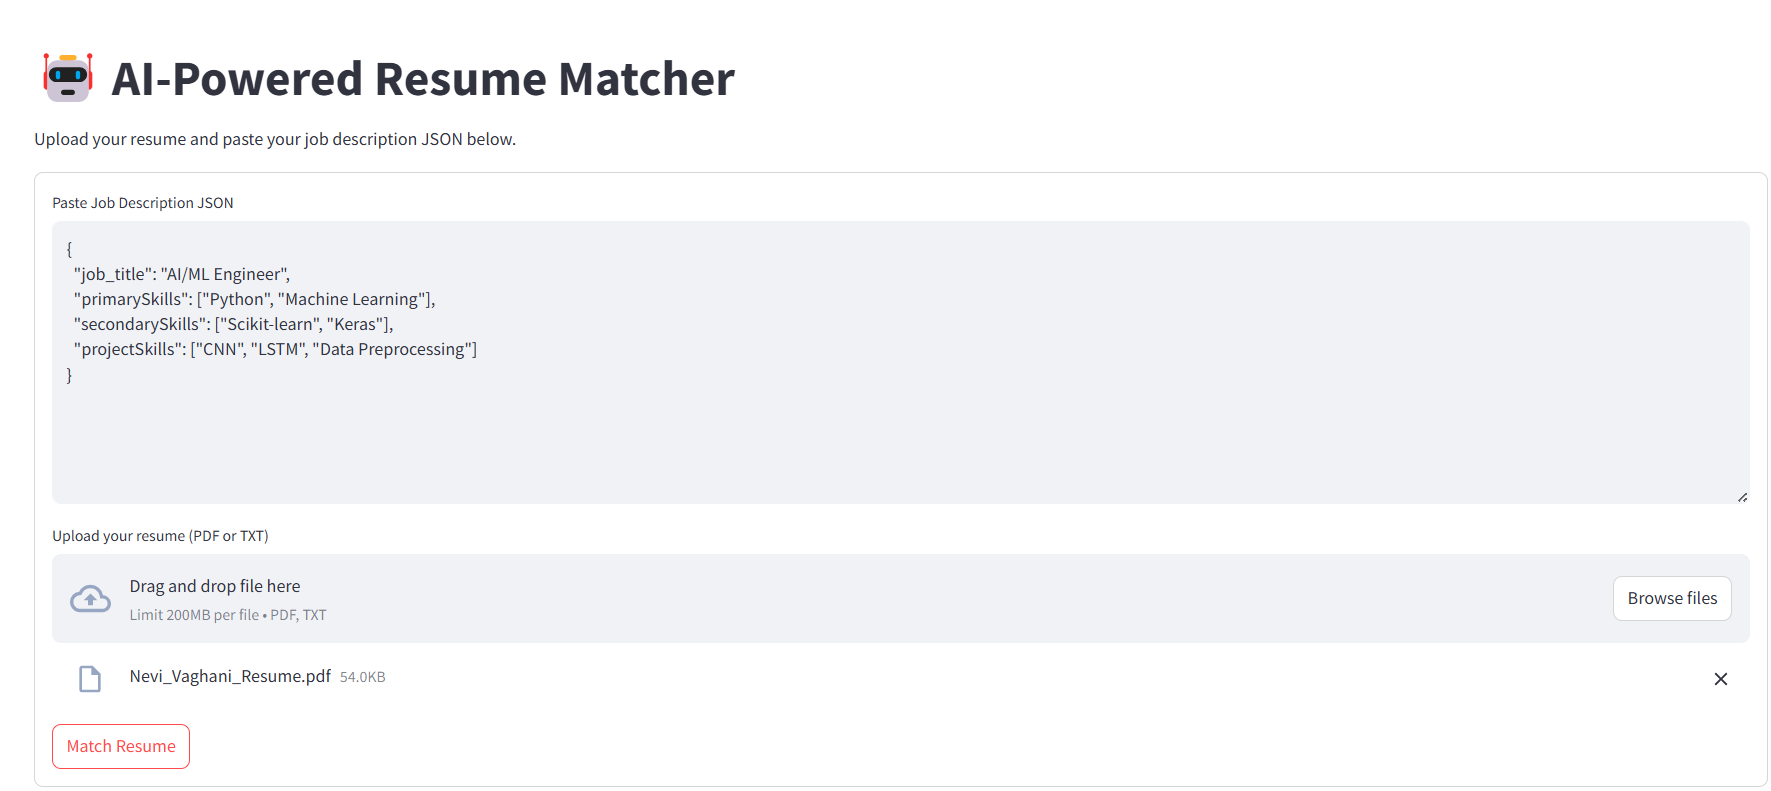 AI-Powered Resume Matcher
Upload your resume and paste your job description JSON below.
Paste Job Description JSON
{
"job_title": "AI/ML Engineer",
"primarySkills": ["Python", "Machine Learning"],
"secondarySkills": ["Scikit-learn", "Keras"],
"projectSkills": ["CNN", "LSTM", "Data Preprocessing"]
}
Upload your resume (PDF or TXT)
Drag and drop file here
Limit 200MB per file • PDF, TXT
Browse files
Nevi_Vaghani_Resume.pdf 54.0KB
Match Resume